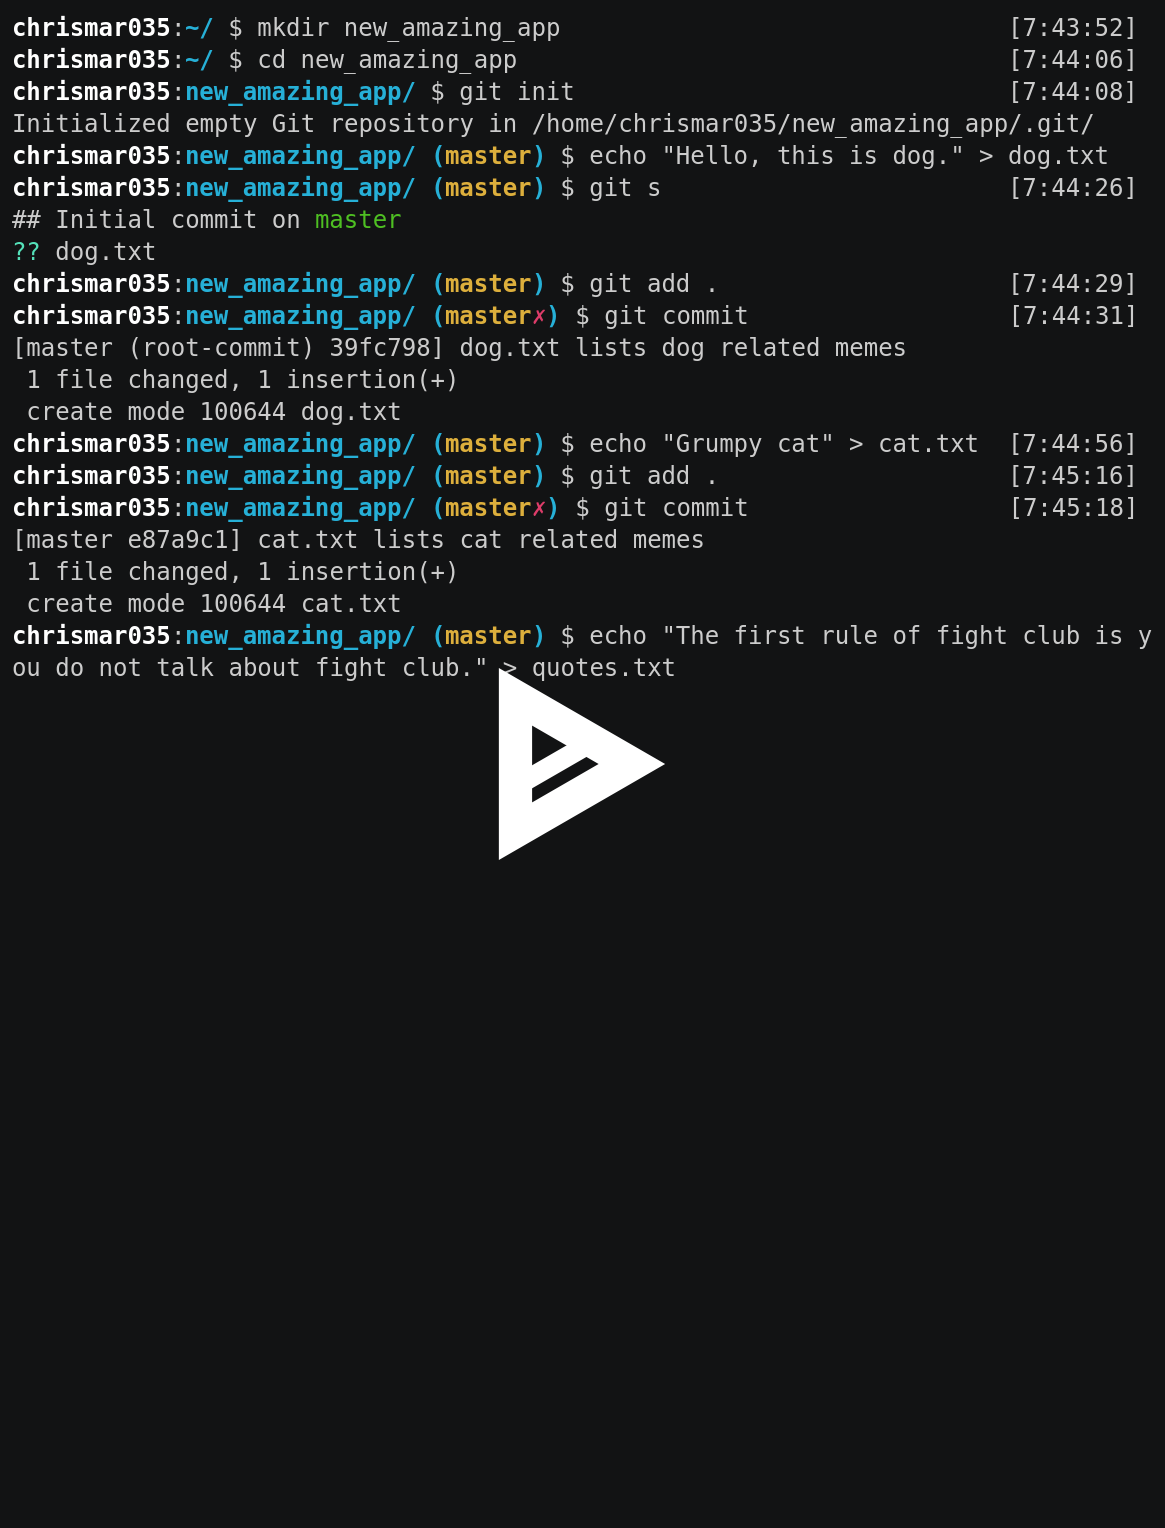 chrismar035:~/ $ mkdir new_amazing_app [7:43:52]
chrismar035:~/ $ cd new_amazing_app [7:44:06]
chrismar035:new_amazing_app/ $ git init [7:44:08]
Initialized empty Git repository in /home/chrismar035/new_amazing_app/.git/
chrismar035:new_amazing_app/ (master) $ echo "Hello, this is dog." > dog.txt
chrismar035:new_amazing_app/ (master) $ git s [7:44:26]
## Initial commit on master
?? dog.txt
chrismar035:new_amazing_app/ (master) $ git add . [7:44:29]
chrismar035:new_amazing_app/ (master✗) $ git commit [7:44:31]
[master (root-commit) 39fc798] dog.txt lists dog related memes
 1 file changed, 1 insertion(+)
 create mode 100644 dog.txt
chrismar035:new_amazing_app/ (master) $ echo "Grumpy cat" > cat.txt [7:44:56]
chrismar035:new_amazing_app/ (master) $ git add . [7:45:16]
chrismar035:new_amazing_app/ (master✗) $ git commit [7:45:18]
[master e87a9c1] cat.txt lists cat related memes
 1 file changed, 1 insertion(+)
 create mode 100644 cat.txt
chrismar035:new_amazing_app/ (master) $ echo "The first rule of fight club is y
ou do not talk about fight club." > quotes.txt